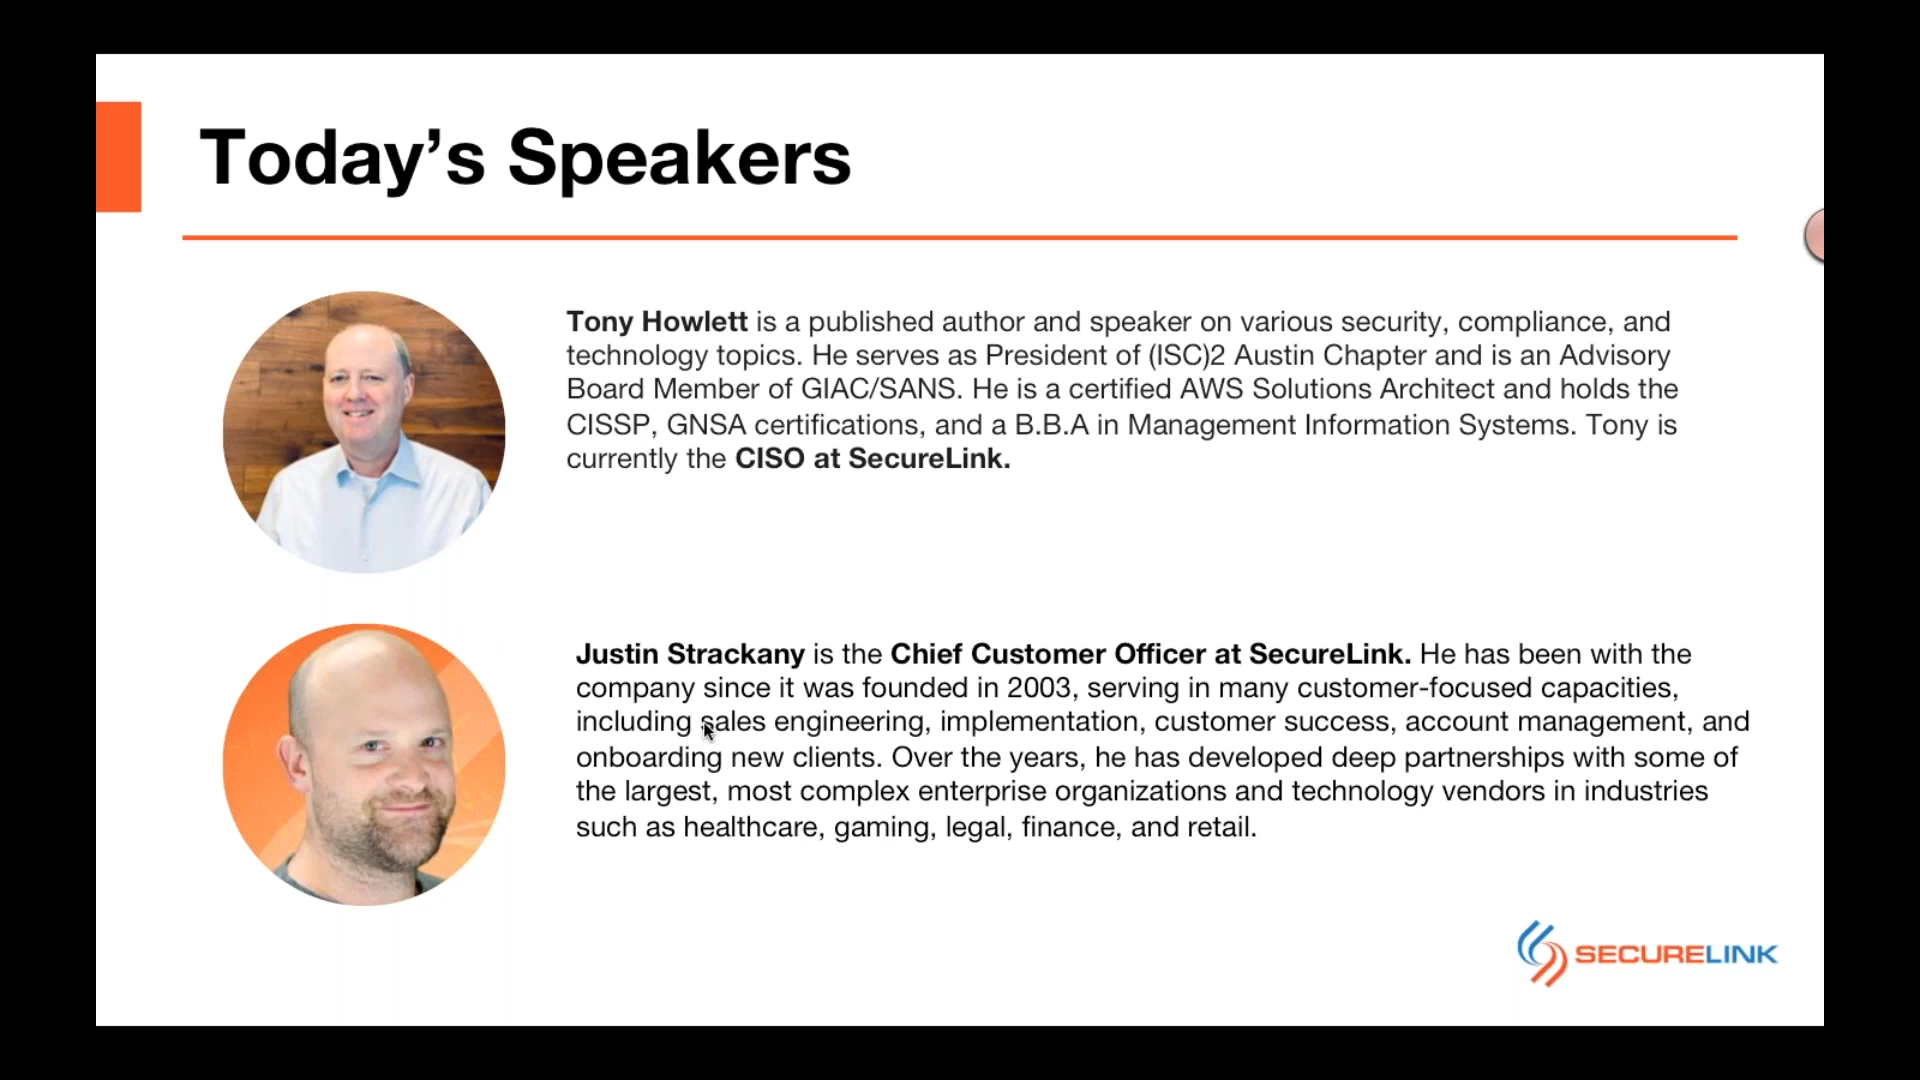 Today’s Speakers
Tony Howlett is a published author and speaker on various security, compliance, and
technology topics. He serves as President of (ISC)2 Austin Chapter and is an Advisory
Board Member of GIAC/SANS. He is a certified AWS Solutions Architect and holds the
CISSP, GNSA certifications, and a B.B.A in Management Information Systems. Tony is
currently the CISO at SecureLink.
Justin Strackany is the Chief Customer Officer at SecureLink. He has been with the
company since it was founded in 2003, serving in many customer-focused capacities,
including sales engineering, implementation, customer success, account management, and
onboarding new clients. Over the years, he has developed deep partnerships with some of
the largest, most complex enterprise organizations and technology vendors in industries
such as healthcare, gaming, legal, finance, and retail.
SECURELINK